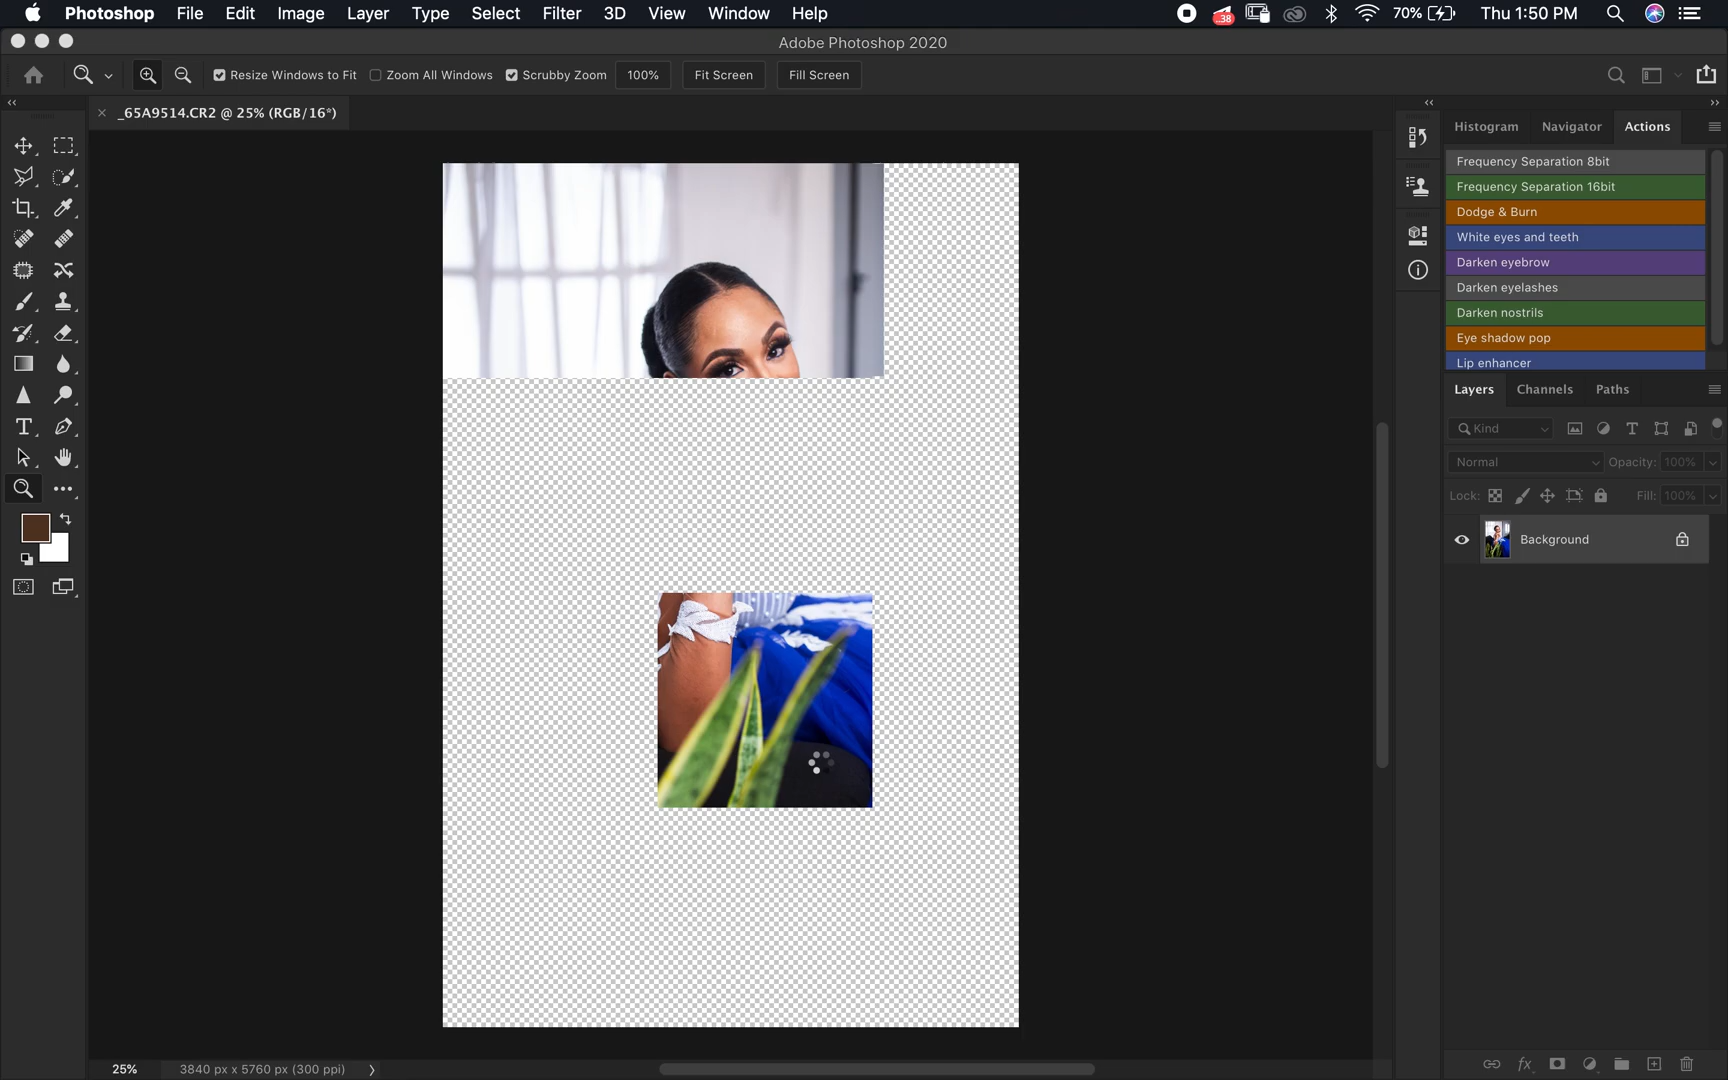 Photoshop File Edit Image Layer Type Select Filter 3D View Window Help 70% Thu 1:50 PM
Adobe Photoshop 2020
Resize Windows to Fit Zoom All Windows Scrubby Zoom 100% Fit Screen Fill Screen
_65A9514.CR2 @ 25% (RGB/16*)
Histogram Navigator Actions
Frequency Separation 8bit
Frequency Separation 16bit
Dodge & Burn
White eyes and teeth
Darken eyebrow
Darken eyelashes
Darken nostrils
Eye shadow pop
Lip enhancer
Layers Channels Paths
Kind
Normal Opacity: 100%
Lock: Fill: 100%
Background
25% 3840 px x 5760 px (300 ppi)